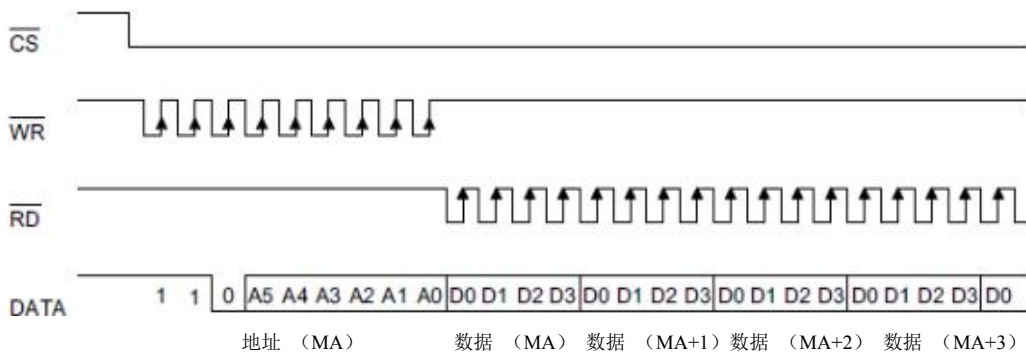 CS
WR
RD
DATA 1 1 0 A5 A4 A3 A2 A1 A0 D0 D1 D2 D3 D0 D1 D2 D3 D0 D1 D2 D3 D0 D1 D2 D3 D0
地址 （MA） 数据 （MA） 数据 （MA+1） 数据 （MA+2） 数据 （MA+3）